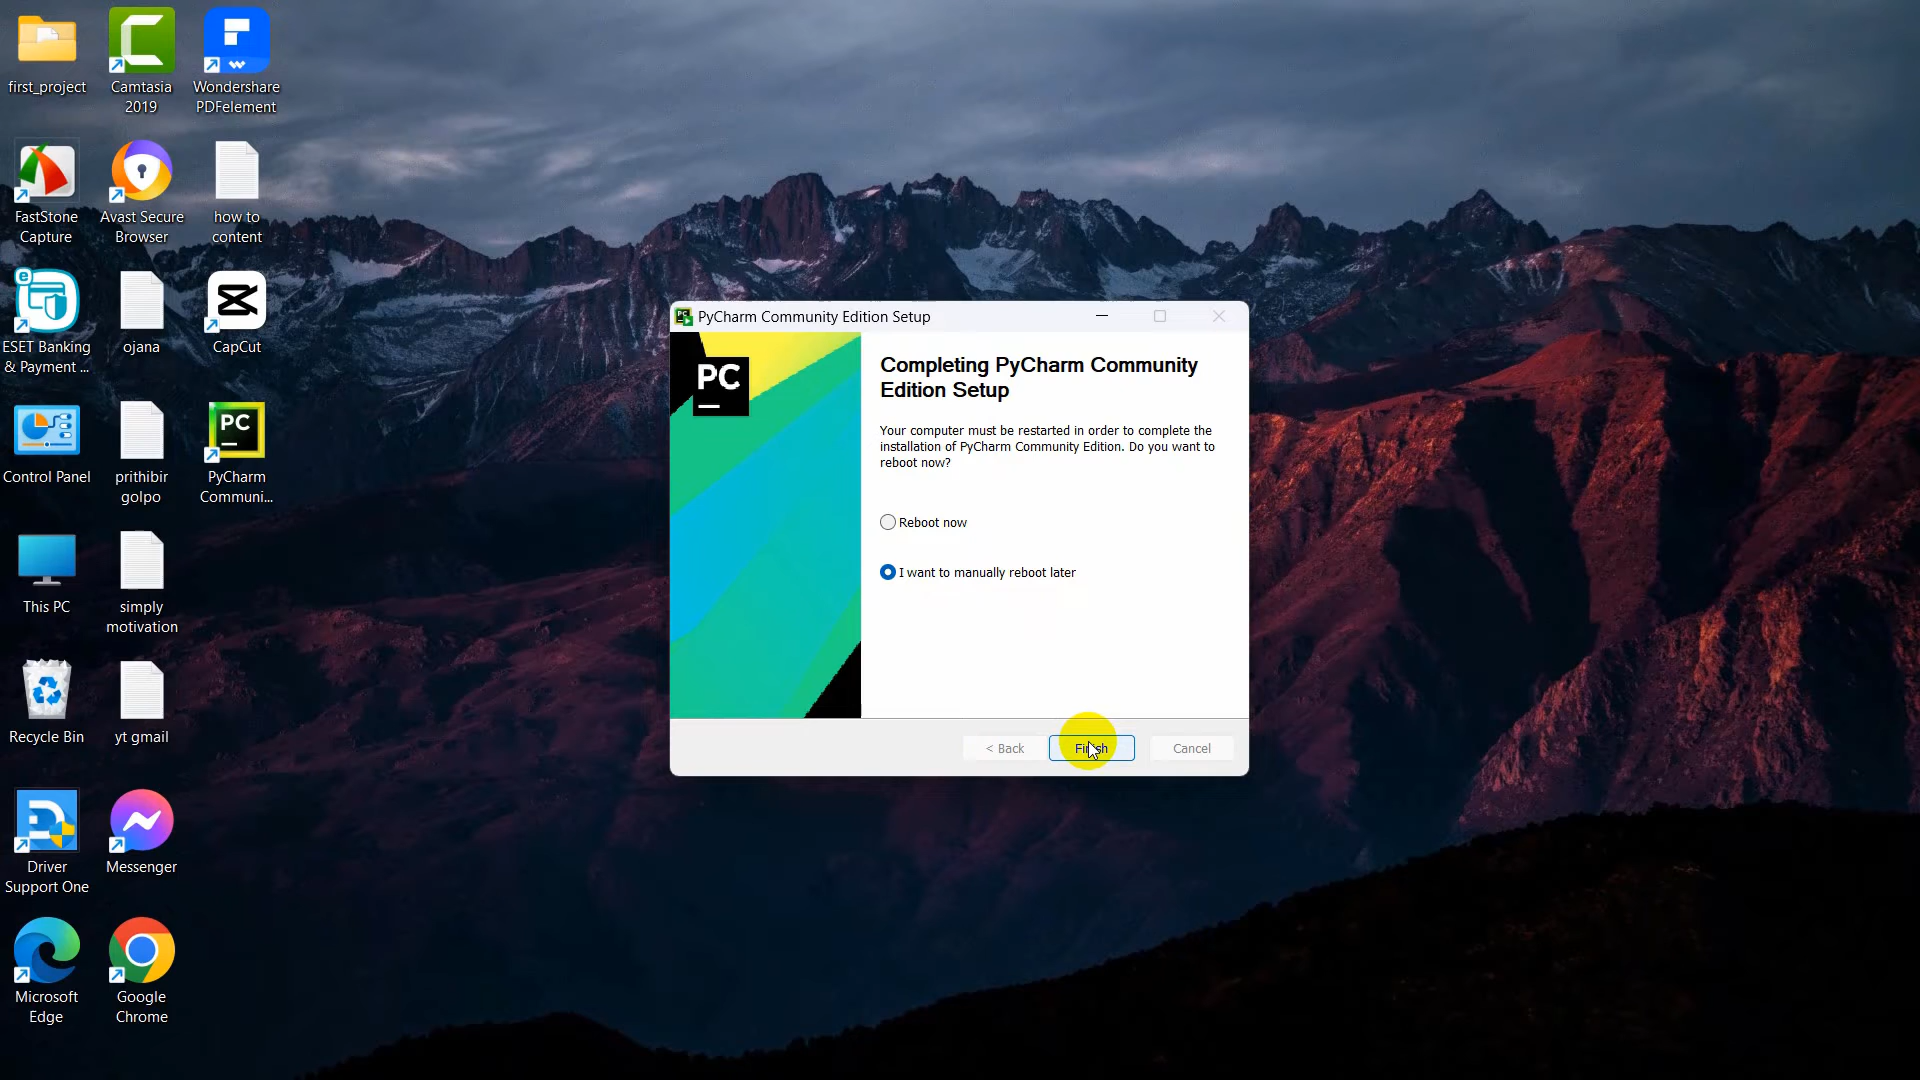 first_project
Camtasia
2019
Wondershare
PDFelement
FastStone
Capture
Avast Secure
Browser
how to
content
ESET Banking
& Payment ...
ojana
CapCut
Control Panel
prithibir
golpo
PC
PyCharm
Communi...
This PC
simply
motivation
Recycle Bin
yt gmail
Driver
Support One
Messenger
Microsoft
Edge
Google
Chrome
PC PyCharm Community Edition Setup
PC
Completing PyCharm Community
Edition Setup
Your computer must be restarted in order to complete the
installation of PyCharm Community Edition. Do you want to
reboot now?
Reboot now
I want to manually reboot later
< Back
Finish
Cancel